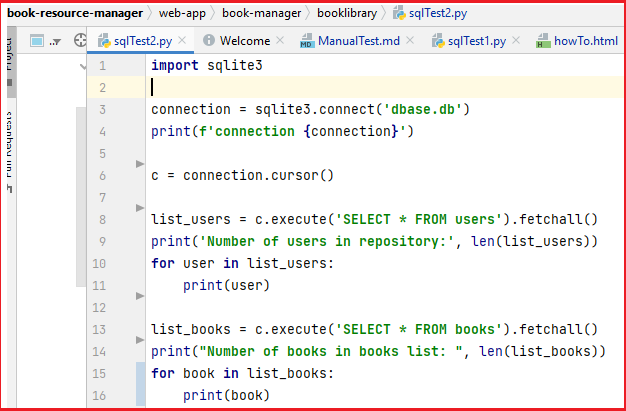 book-resource-manager web-app book-manager booklibrary sqlTest2.py
sqlTest2.py Welcome ManualTest.md sqlTest1.py howTo.html
Project
Pull Requests
1 import sqlite3
2
3 connection = sqlite3.connect('dbase.db')
4 print(f'connection {connection}')
5
6 c = connection.cursor()
7
8 list_users = c.execute('SELECT * FROM users').fetchall()
9 print('Number of users in repository:', len(list_users))
10 for user in list_users:
11 print(user)
12
13 list_books = c.execute('SELECT * FROM books').fetchall()
14 print("Number of books in books list: ", len(list_books))
15 for book in list_books:
16 print(book)